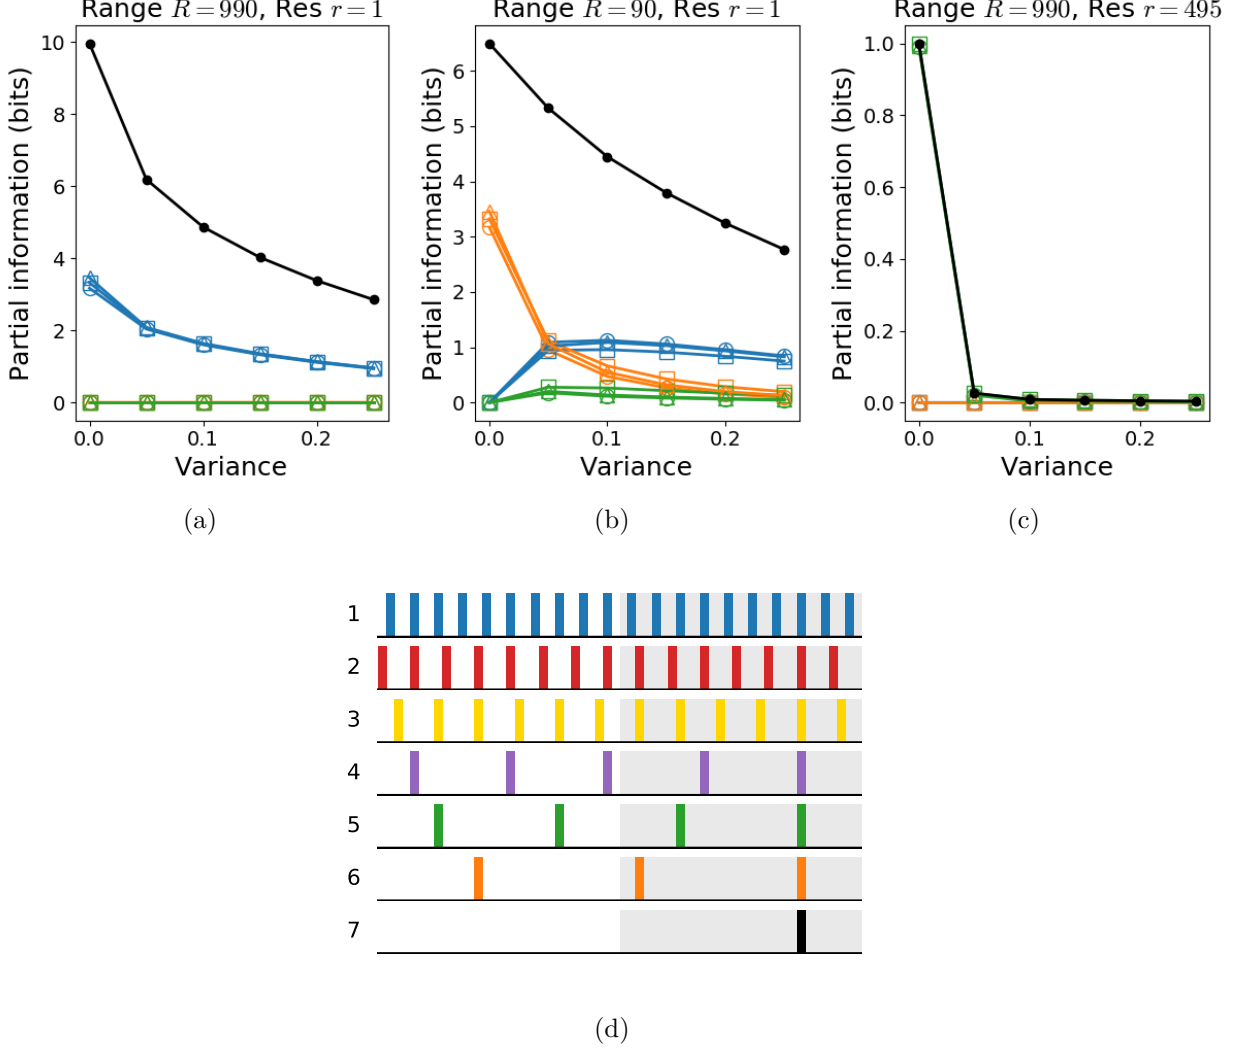 Range R = 990, Res r = 1
Range R = 90, Res r = 1
Range R = 990, Res r = 495
Partial information (bits)
10
8
6
4
2
0
0.0
0.1
0.2
Variance
(a)
Partial information (bits)
6
5
4
3
2
1
0
0.0
0.1
0.2
Variance
(b)
Partial information (bits)
1.0
0.8
0.6
0.4
0.2
0.0
0.0
0.1
0.2
Variance
(c)
1
2
3
4
5
6
7
(d)